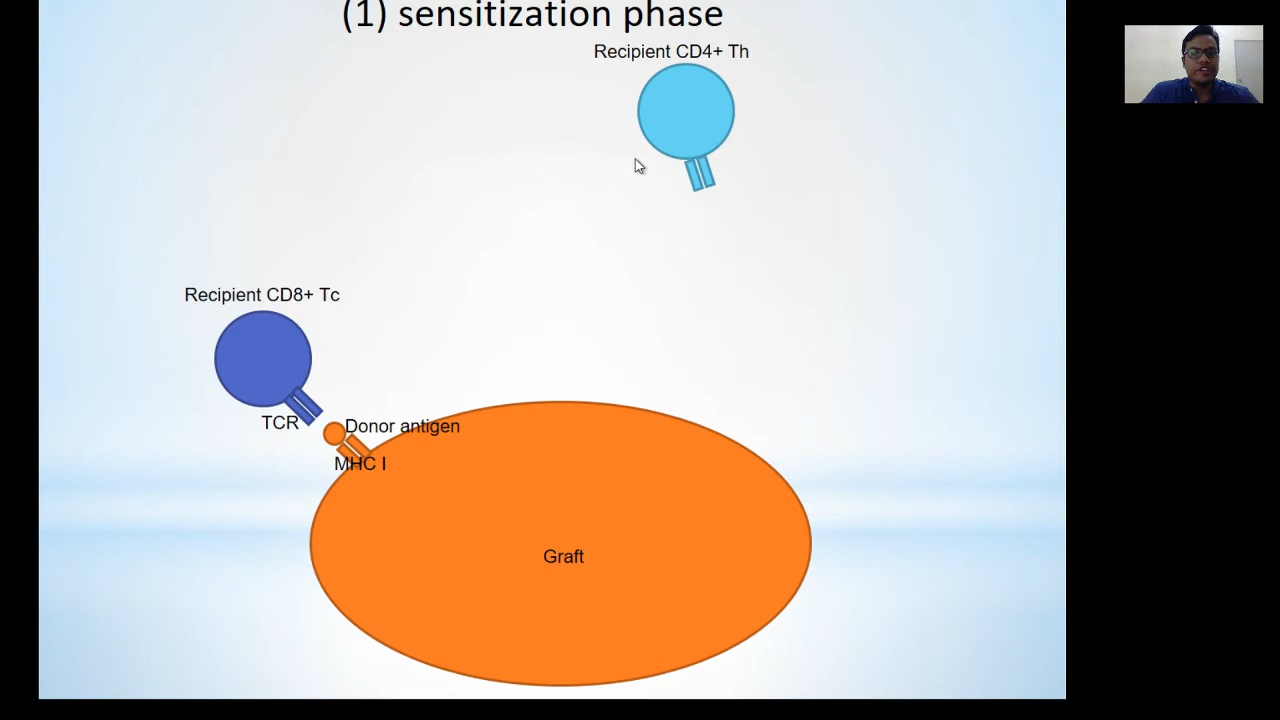 (1) sensitization phase
Recipient CD4+ Th
Recipient CD8+ Tc
TCR
Donor antigen
MHC I
Graft